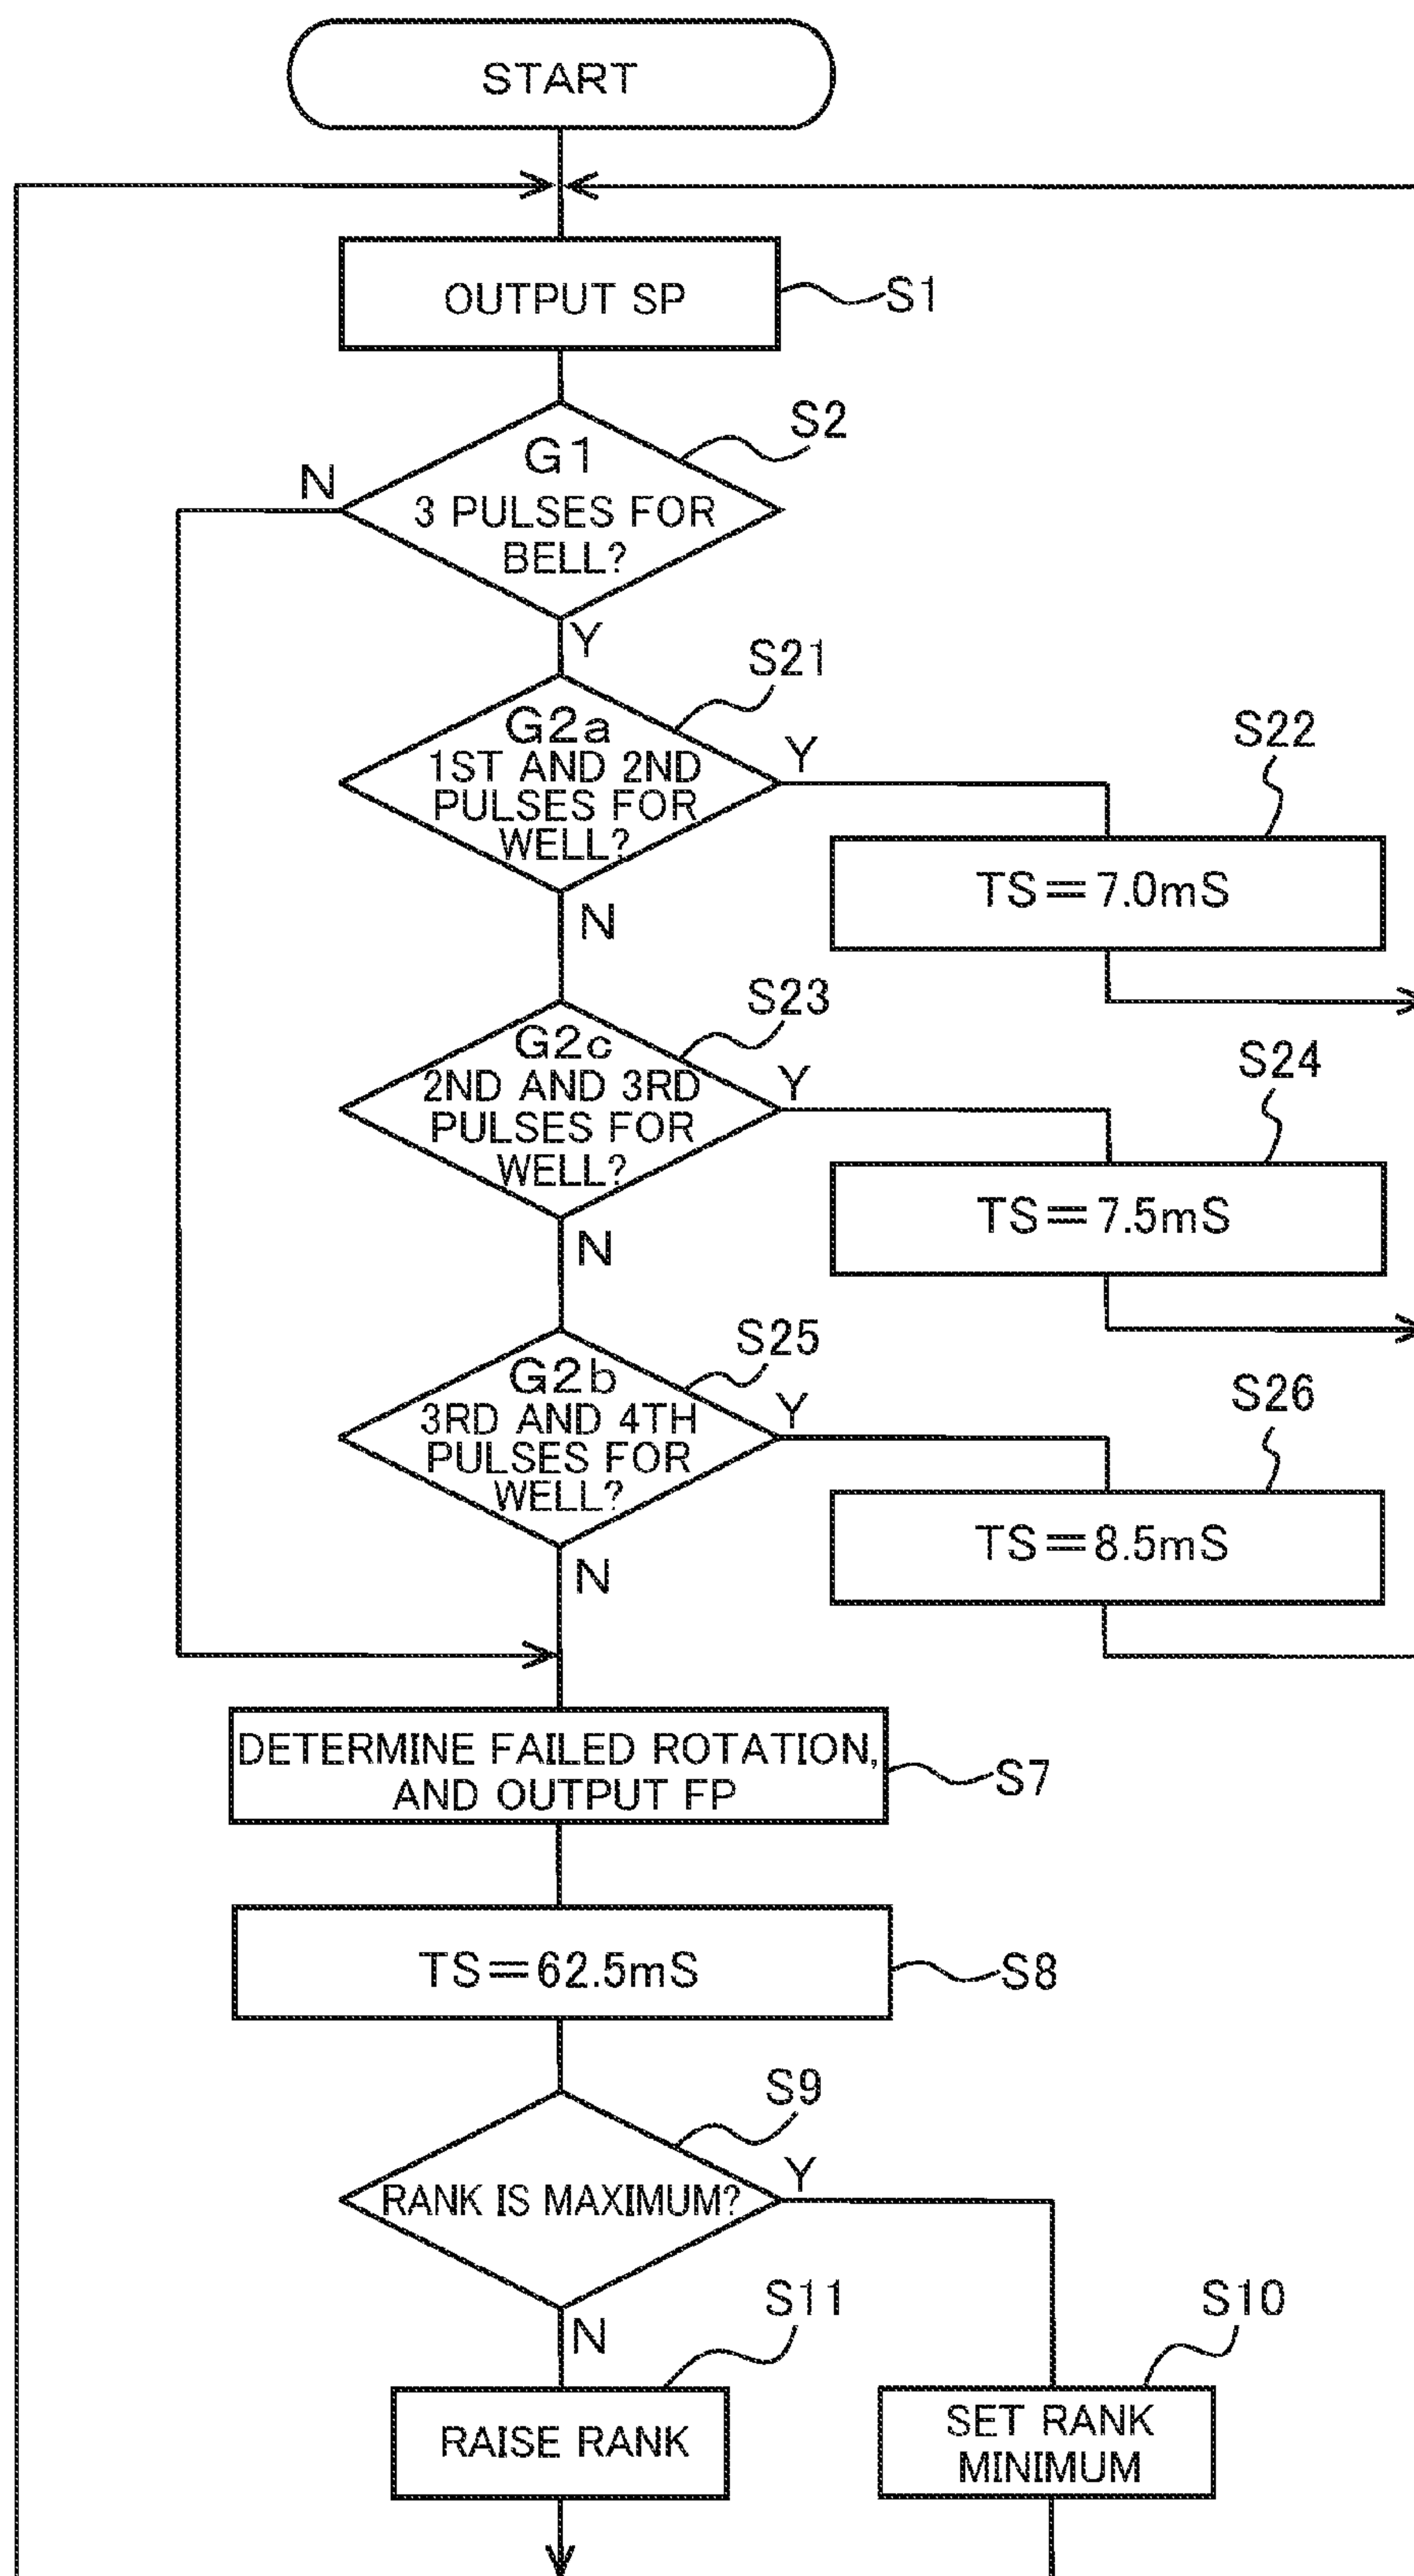 START
OUTPUT SP
S1
S2
G1
3 PULSES FOR
BELL?
N
Y
S21
G2a
1ST AND 2ND
PULSES FOR
WELL?
Y
N
S22
TS=7.0mS
S23
G2c
2ND AND 3RD
PULSES FOR
WELL?
Y
N
S24
TS=7.5mS
S25
G2b
3RD AND 4TH
PULSES FOR
WELL?
Y
N
S26
TS=8.5mS
DETERMINE FAILED ROTATION,
AND OUTPUT FP
S7
TS=62.5mS
S8
S9
RANK IS MAXIMUM?
Y
N
S11
RAISE RANK
S10
SET RANK
MINIMUM